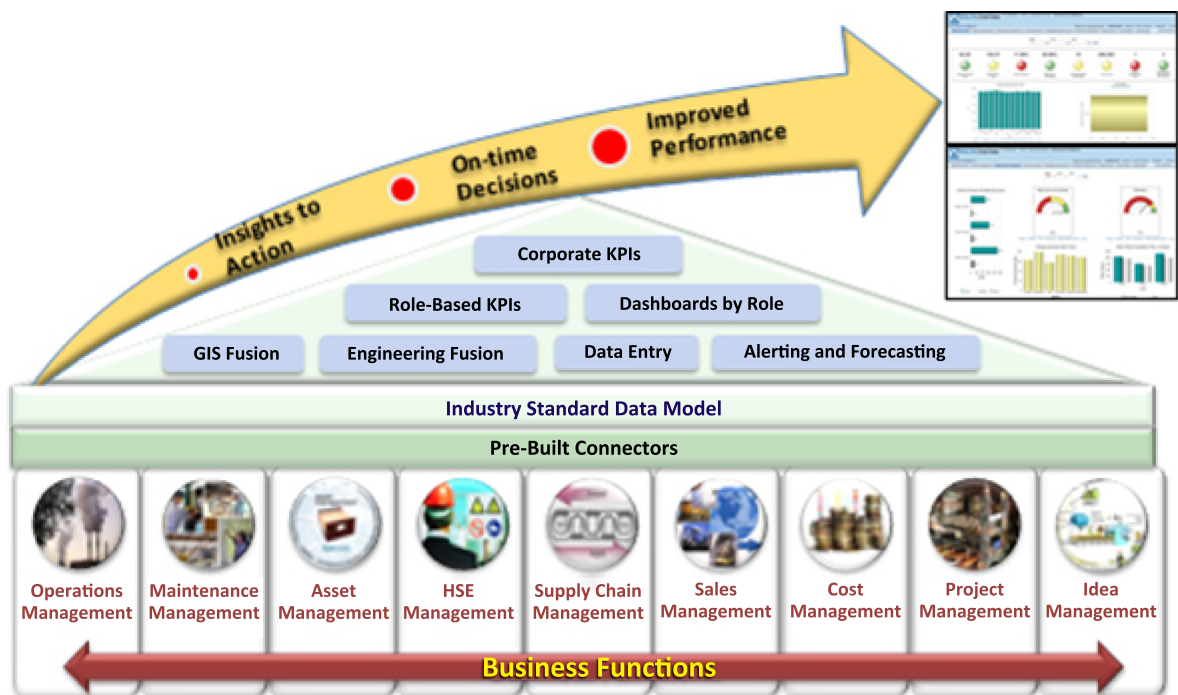 Improved
Performance
On-time
Decisions
Insights to
Action
Corporate KPIs
Role-Based KPIs
Dashboards by Role
GIS Fusion
Engineering Fusion
Data Entry
Alerting and Forecasting
Industry Standard Data Model
Pre-Built Connectors
Operations
Management
Maintenance
Management
Asset
Management
HSE
Management
Supply Chain
Management
Sales
Management
Cost
Management
Project
Management
Idea
Management
Business Functions